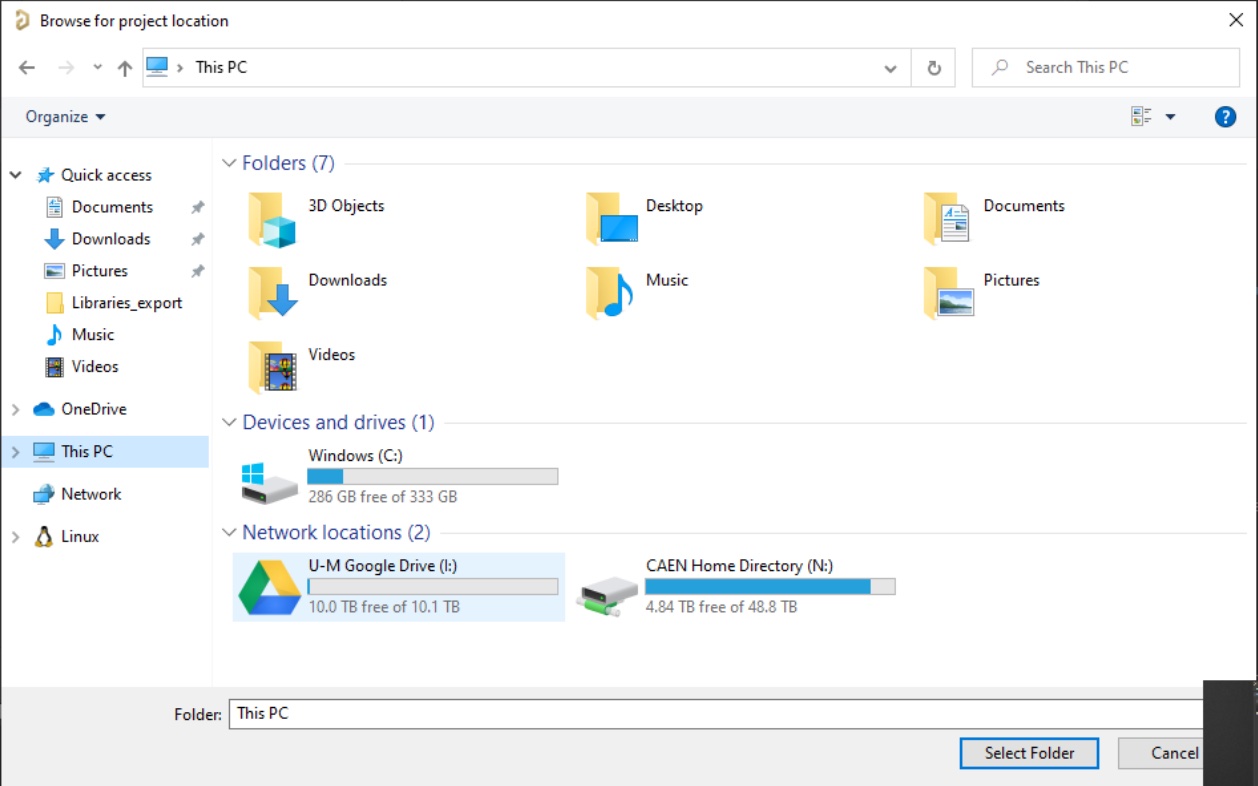 Browse for project location
This PC
Search This PC
Organize
?
Quick access
Documents
Downloads
Pictures
Libraries_export
Music
Videos
OneDrive
This PC
Network
Linux
Folders (7)
3D Objects
Desktop
Documents
Downloads
Music
Pictures
Videos
Devices and drives (1)
Windows (C:)
286 GB free of 333 GB
Network locations (2)
U-M Google Drive (I:)
10.0 TB free of 10.1 TB
CAEN Home Directory (N:)
4.84 TB free of 48.8 TB
Folder: This PC
Select Folder Cancel